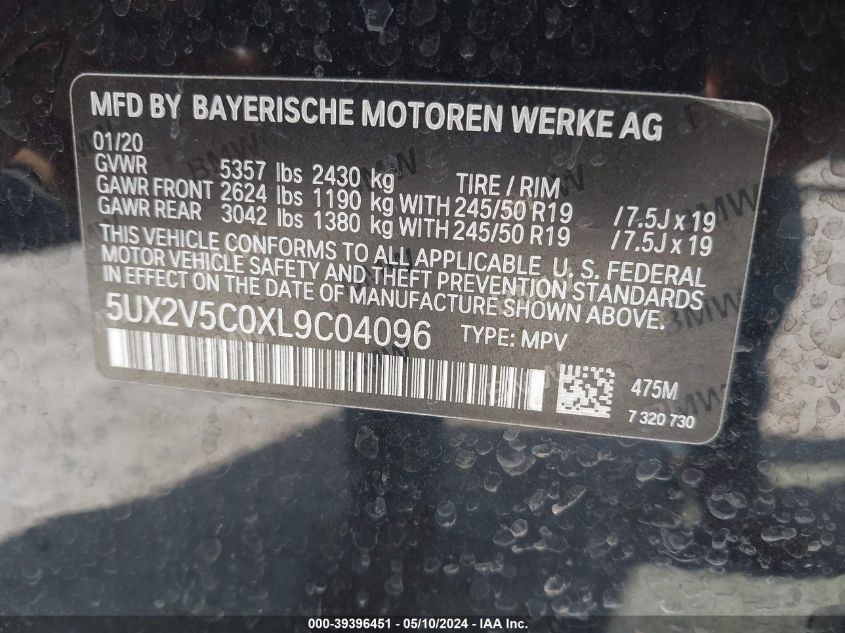 MFD BY BAYERISCHE MOTOREN WERKE AG
01/20
GVWR 5357 lbs 2430 kg TIRE / RIM
GAWR FRONT 2624 lbs 1190 kg WITH 245/50 R19 / 7.5J x 19
GAWR REAR 3042 lbs 1380 kg WITH 245/50 R19 / 7.5J x 19
THIS VEHICLE CONFORMS TO ALL APPLICABLE U. S. FEDERAL
MOTOR VEHICLE SAFETY AND THEFT PREVENTION STANDARDS
IN EFFECT ON THE DATE OF MANUFACTURE SHOWN ABOVE.
5UX2V5C0XL9C04096 TYPE: MPV
475M
7 320 730
000-39396451 - 05/10/2024 - IAA Inc.